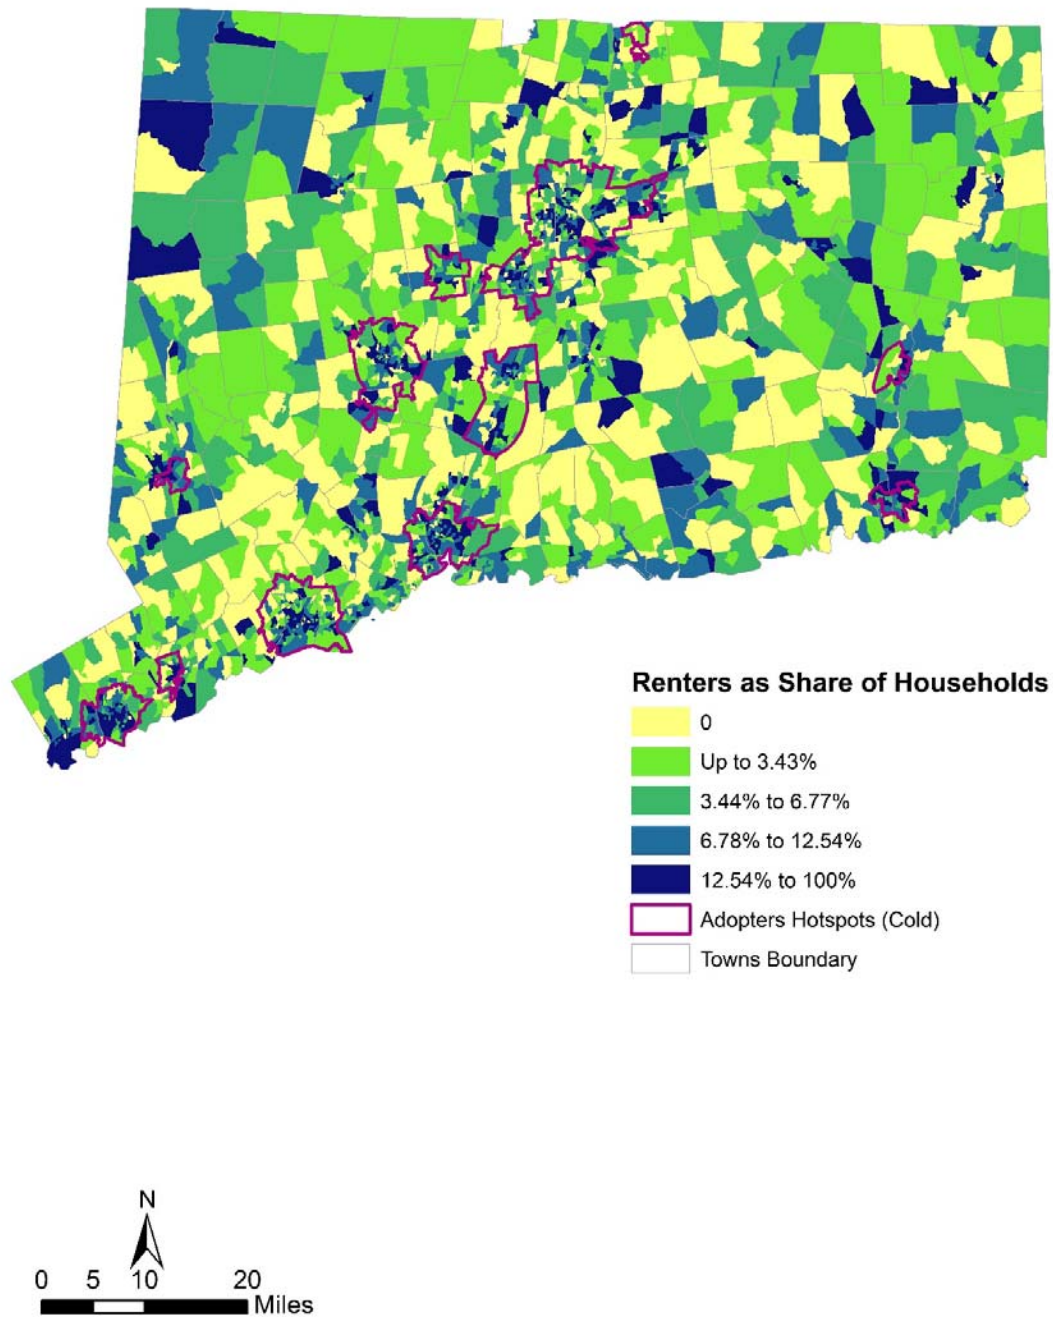 Renters as Share of Households
0
Up to 3.43%
3.44% to 6.77%
6.78% to 12.54%
12.54% to 100%
Adopters Hotspots (Cold)
Towns Boundary
N
0 5 10 20
Miles